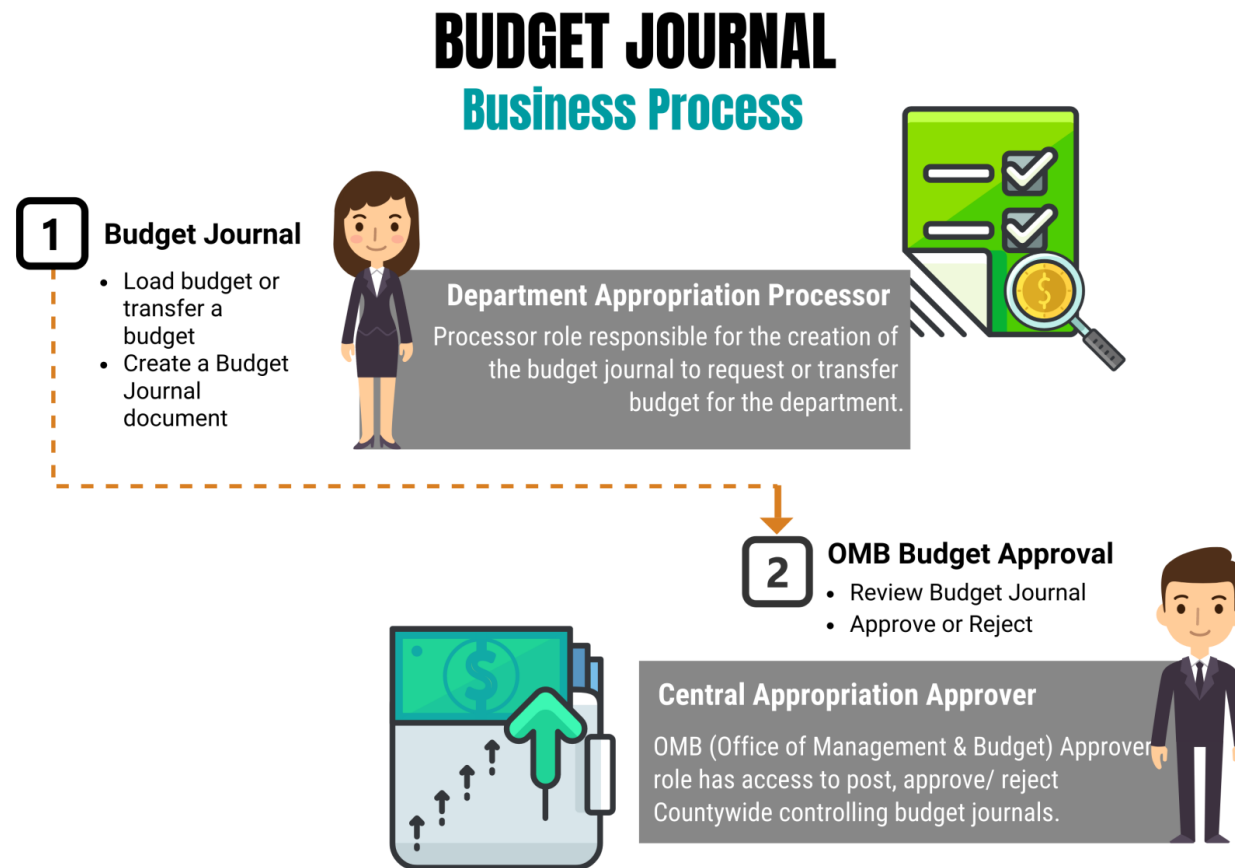 BUDGET JOURNAL
Business Process
1
Budget Journal
• Load budget or
transfer a
budget
• Create a Budget
Journal
document
Department Appropriation Processor
Processor role responsible for the creation of
the budget journal to request or transfer
budget for the department.
$
2
OMB Budget Approval
• Review Budget Journal
• Approve or Reject
$
Central Appropriation Approver
OMB (Office of Management & Budget) Approver
role has access to post, approve/ reject
Countywide controlling budget journals.